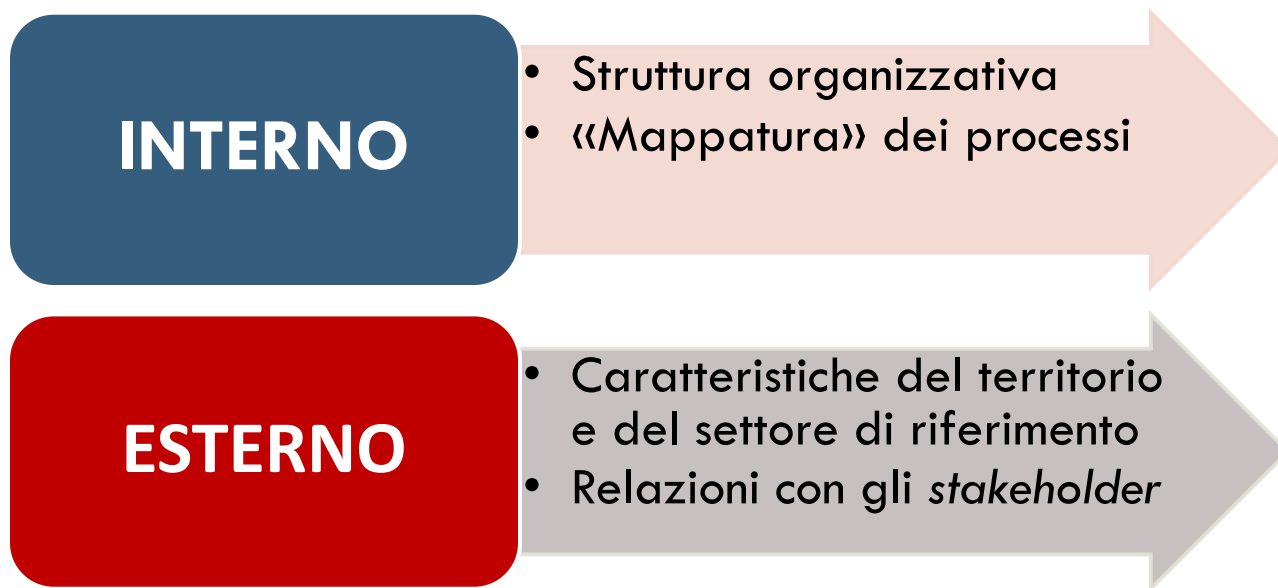 INTERNO
• Struttura organizzativa
• «Mappatura» dei processi
ESTERNO
• Caratteristiche del territorio
e del settore di riferimento
• Relazioni con gli stakeholder